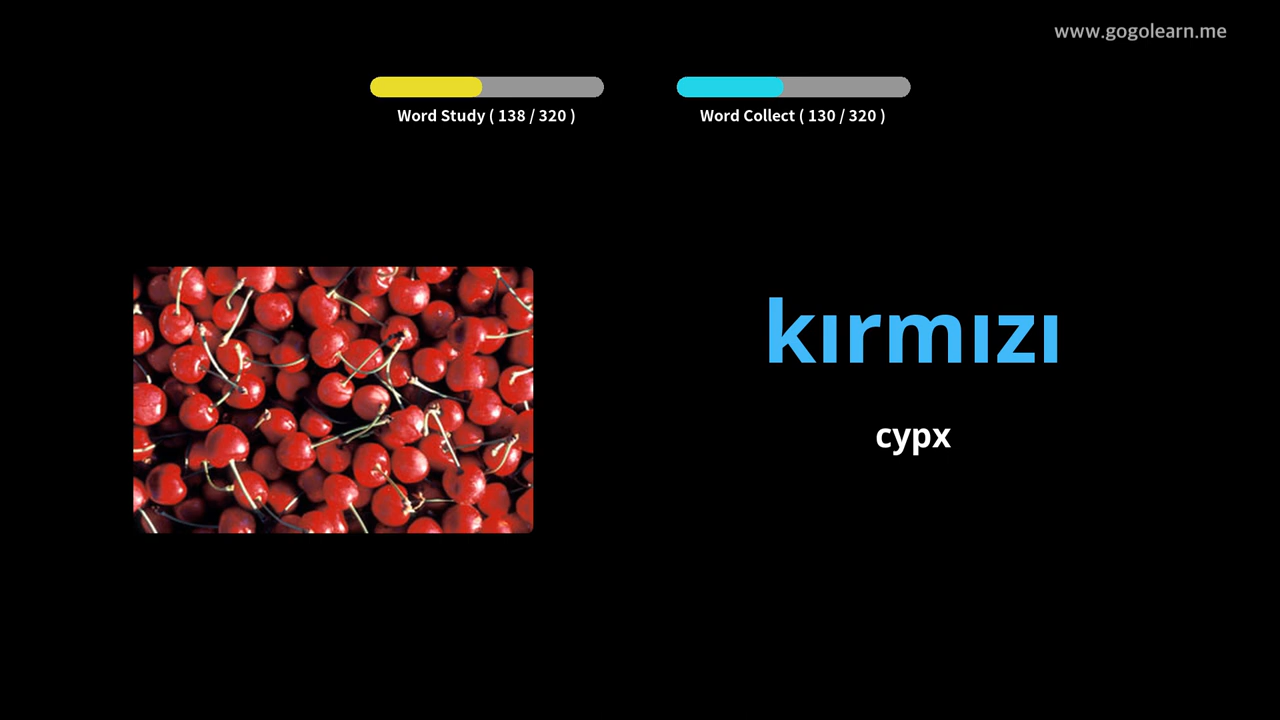 www.gogolearn.me
Word Study ( 138 / 320 )
Word Collect ( 130 / 320 )
kırmızı
сурх